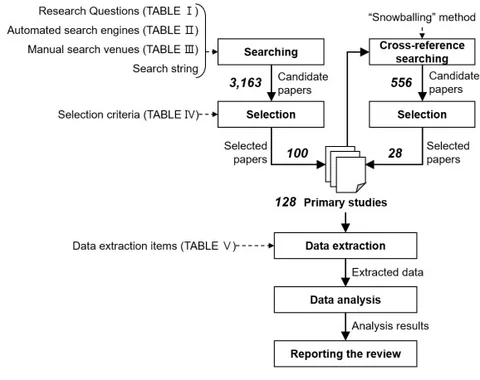 Research Questions (TABLE Ⅰ)
Automated search engines (TABLE Ⅱ)
Manual search venues (TABLE Ⅲ)
Search string
"Snowballing" method
Searching
Cross-reference
searching
3,163
Candidate
papers
556
Candidate
papers
Selection criteria (TABLE Ⅳ)
Selection
Selection
Selected
papers
100
28
Selected
papers
128 Primary studies
Data extraction items (TABLE Ⅴ)
Data extraction
Extracted data
Data analysis
Analysis results
Reporting the review